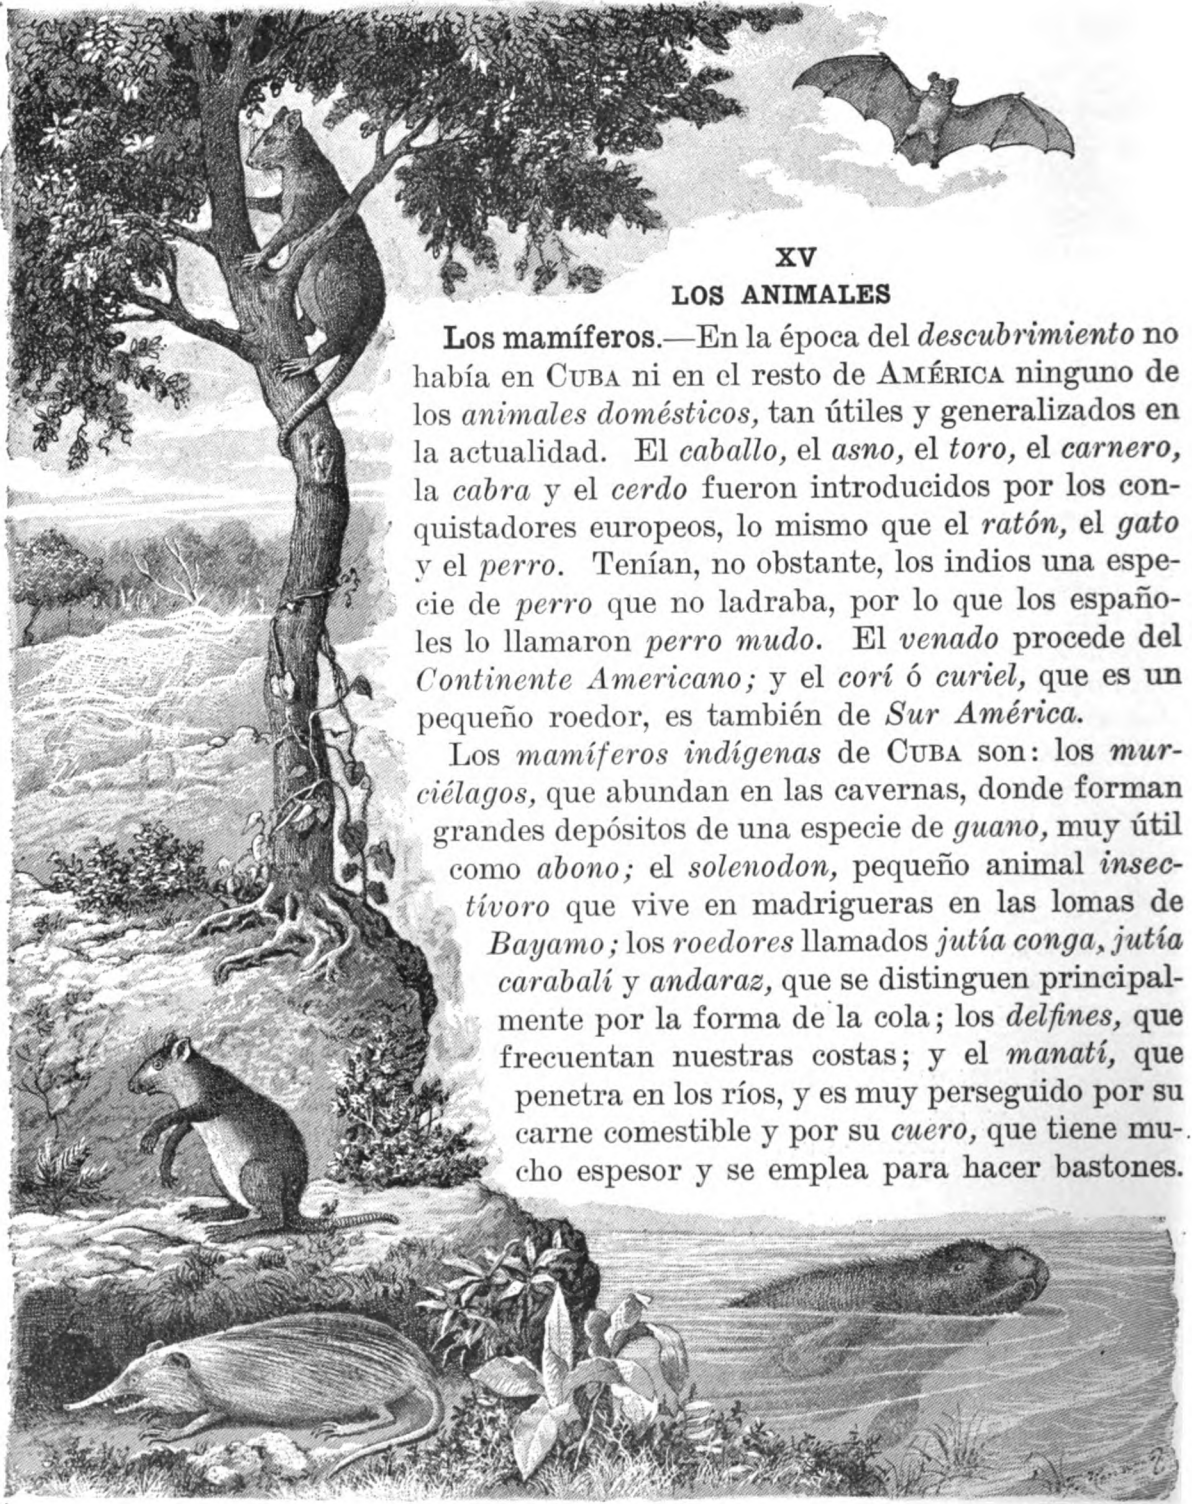 XV
LOS ANIMALES
Los mamíferos.—En la época del descubrimiento no
había en CUBA ni en el resto de AMÉRICA ninguno de
los animales domésticos, tan útiles y generalizados en
la actualidad. El caballo, el asno, el toro, el carnero,
la cabra y el cerdo fueron introducidos por los con-
quistadores europeos, lo mismo que el ratón, el gato
y el perro. Tenían, no obstante, los indios una espe-
cie de perro que no ladraba, por lo que los españo-
les lo llamaron perro mudo. El venado procede del
Continente Americano; y el corí ó curiel, que es un
pequeño roedor, es también de Sur América.
Los mamíferos indígenas de CUBA son: los mur-
ciélagos, que abundan en las cavernas, donde forman
grandes depósitos de una especie de guano, muy útil
como abono; el solenodon, pequeño animal insec-
tívoro que vive en madrigueras en las lomas de
Bayamo; los roedores llamados jutía conga, jutía
carabalí y andaraz, que se distinguen principal-
mente por la forma de la cola; los delfines, que
frecuentan nuestras costas; y el manatí, que
penetra en los ríos, y es muy perseguido por su
carne comestible y por su cuero, que tiene mu-
cho espesor y se emplea para hacer bastones.